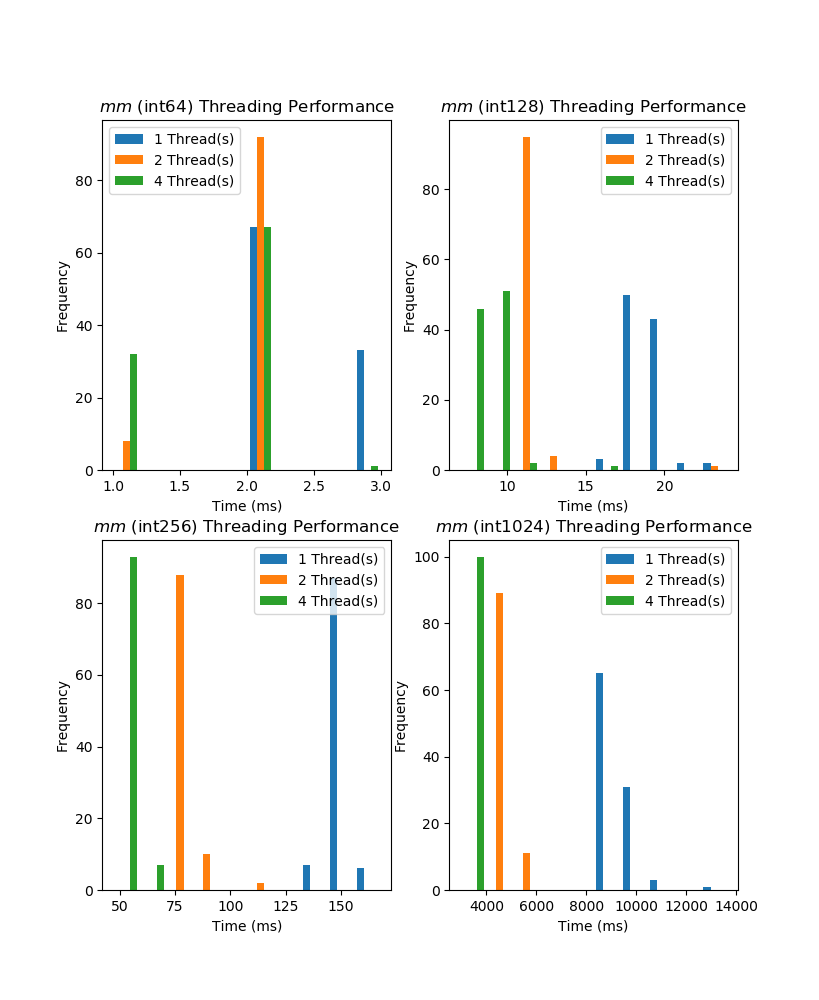 mm (int64) Threading Performance
1 Thread(s)
2 Thread(s)
4 Thread(s)
Frequency
80
60
40
20
0
1.0 1.5 2.0 2.5 3.0
Time (ms)
mm (int128) Threading Performance
1 Thread(s)
2 Thread(s)
4 Thread(s)
Frequency
80
60
40
20
0
10 15 20
Time (ms)
mm (int256) Threading Performance
1 Thread(s)
2 Thread(s)
4 Thread(s)
Frequency
80
60
40
20
0
50 75 100 125 150
Time (ms)
mm (int1024) Threading Performance
1 Thread(s)
2 Thread(s)
4 Thread(s)
Frequency
100
80
60
40
20
0
4000 6000 8000 10000 12000 14000
Time (ms)